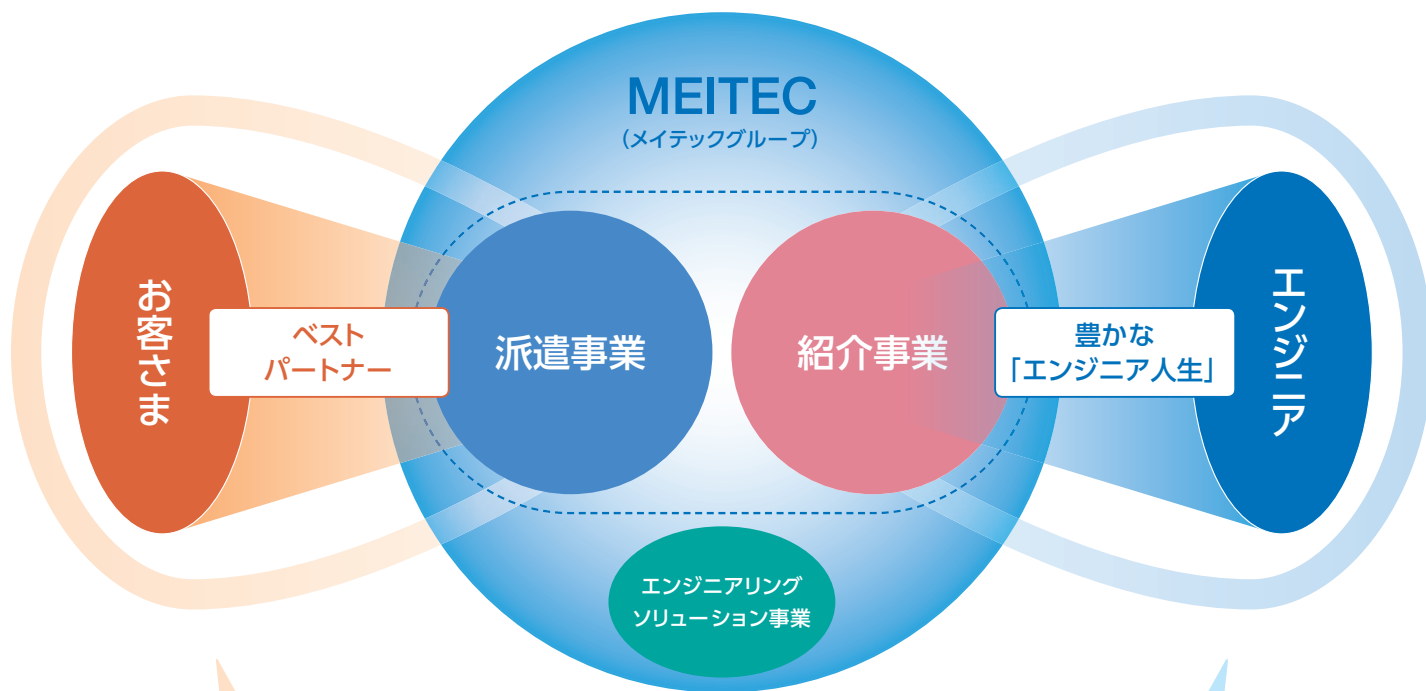 MEITEC
(メイテックグループ)
お客さま
ベスト
パートナー
派遣事業
紹介事業
豊かな
「エンジニア人生」
エンジニア
エンジニアリング
ソリューション事業